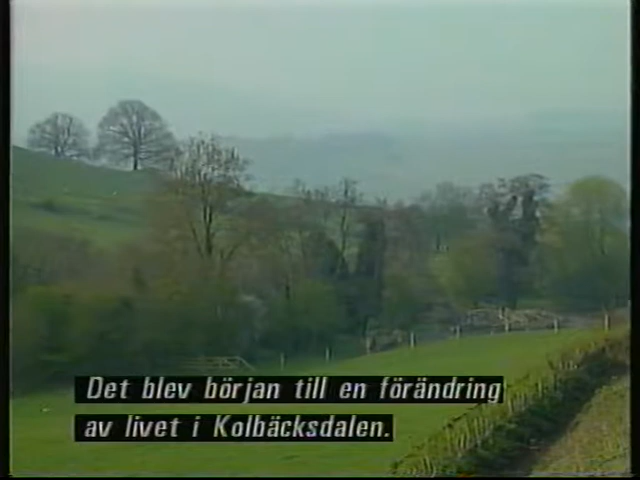 Det blev början till en förändring
av livet i Kolbäcksdalen.